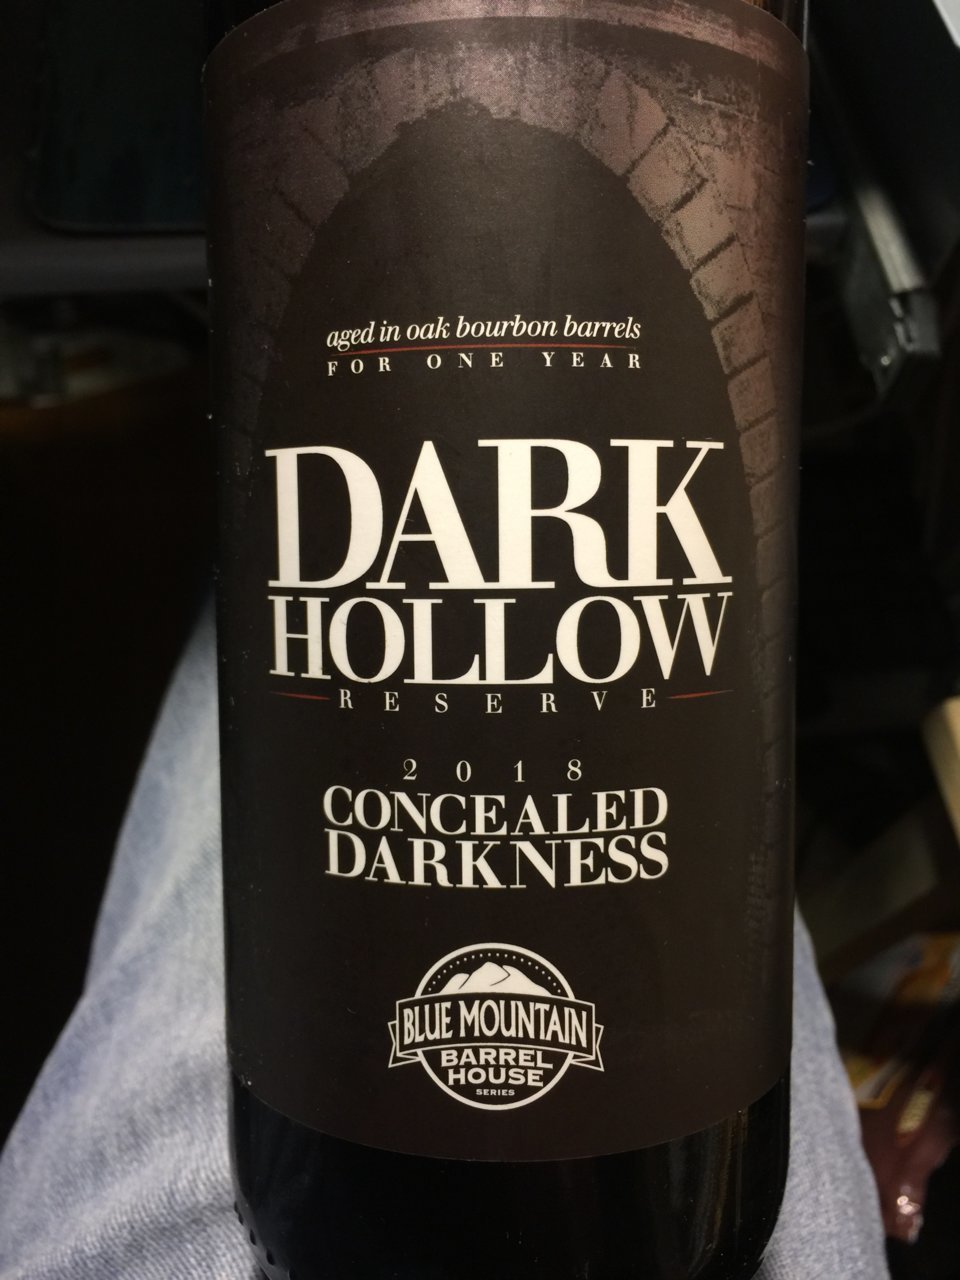 aged in oak bourbon barrels
FOR ONE YEAR
DARK
HOLLOW
RESERVE
2018
CONCEALED
DARKNESS
BLUE MOUNTAIN
BARREL
HOUSE
SERIES